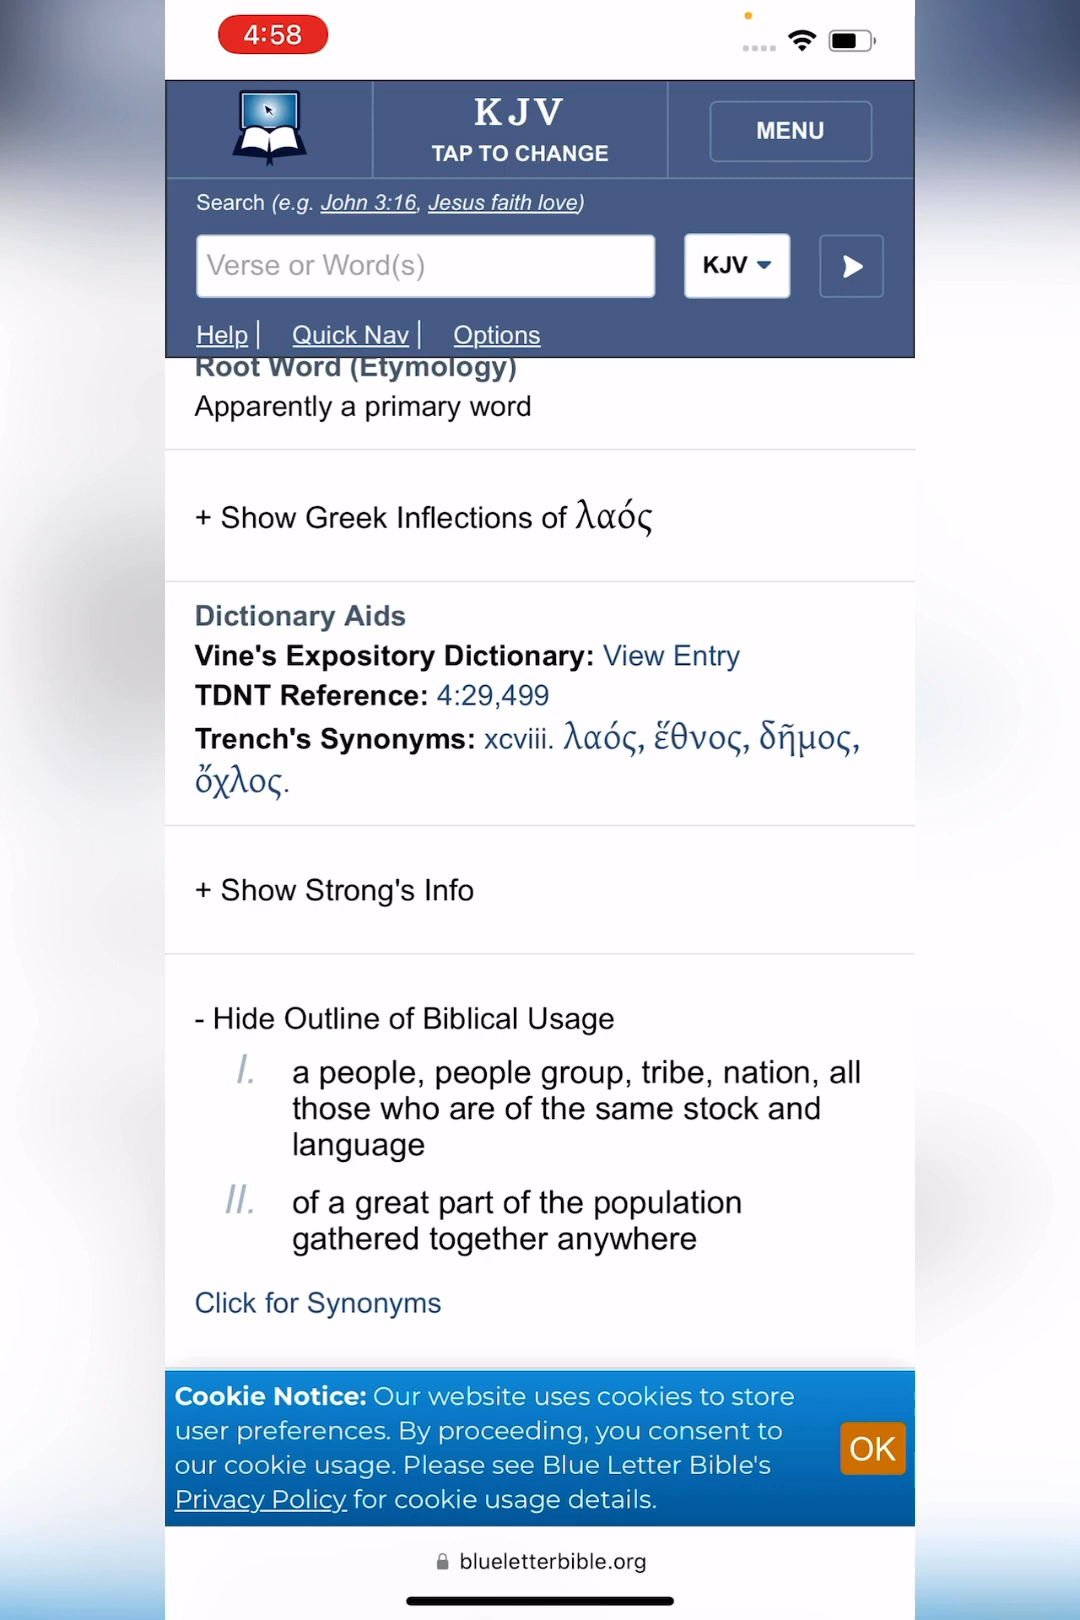 4:58
KJV
TAP TO CHANGE
MENU
Search (e.g. John 3:16, Jesus faith love)
Verse or Word(s)
KJV
Help | Quick Nav | Options
Root Word (Etymology)
Apparently a primary word
+ Show Greek Inflections of λαός
Dictionary Aids
Vine's Expository Dictionary: View Entry
TDNT Reference: 4:29,499
Trench's Synonyms: xcviii. λαός, ἔθνος, δῆμος,
ὄχλος.
+ Show Strong's Info
- Hide Outline of Biblical Usage
I. a people, people group, tribe, nation, all
those who are of the same stock and
language
II. of a great part of the population
gathered together anywhere
Click for Synonyms
Cookie Notice: Our website uses cookies to store
user preferences. By proceeding, you consent to
our cookie usage. Please see Blue Letter Bible's
Privacy Policy for cookie usage details.
OK
blueletterbible.org